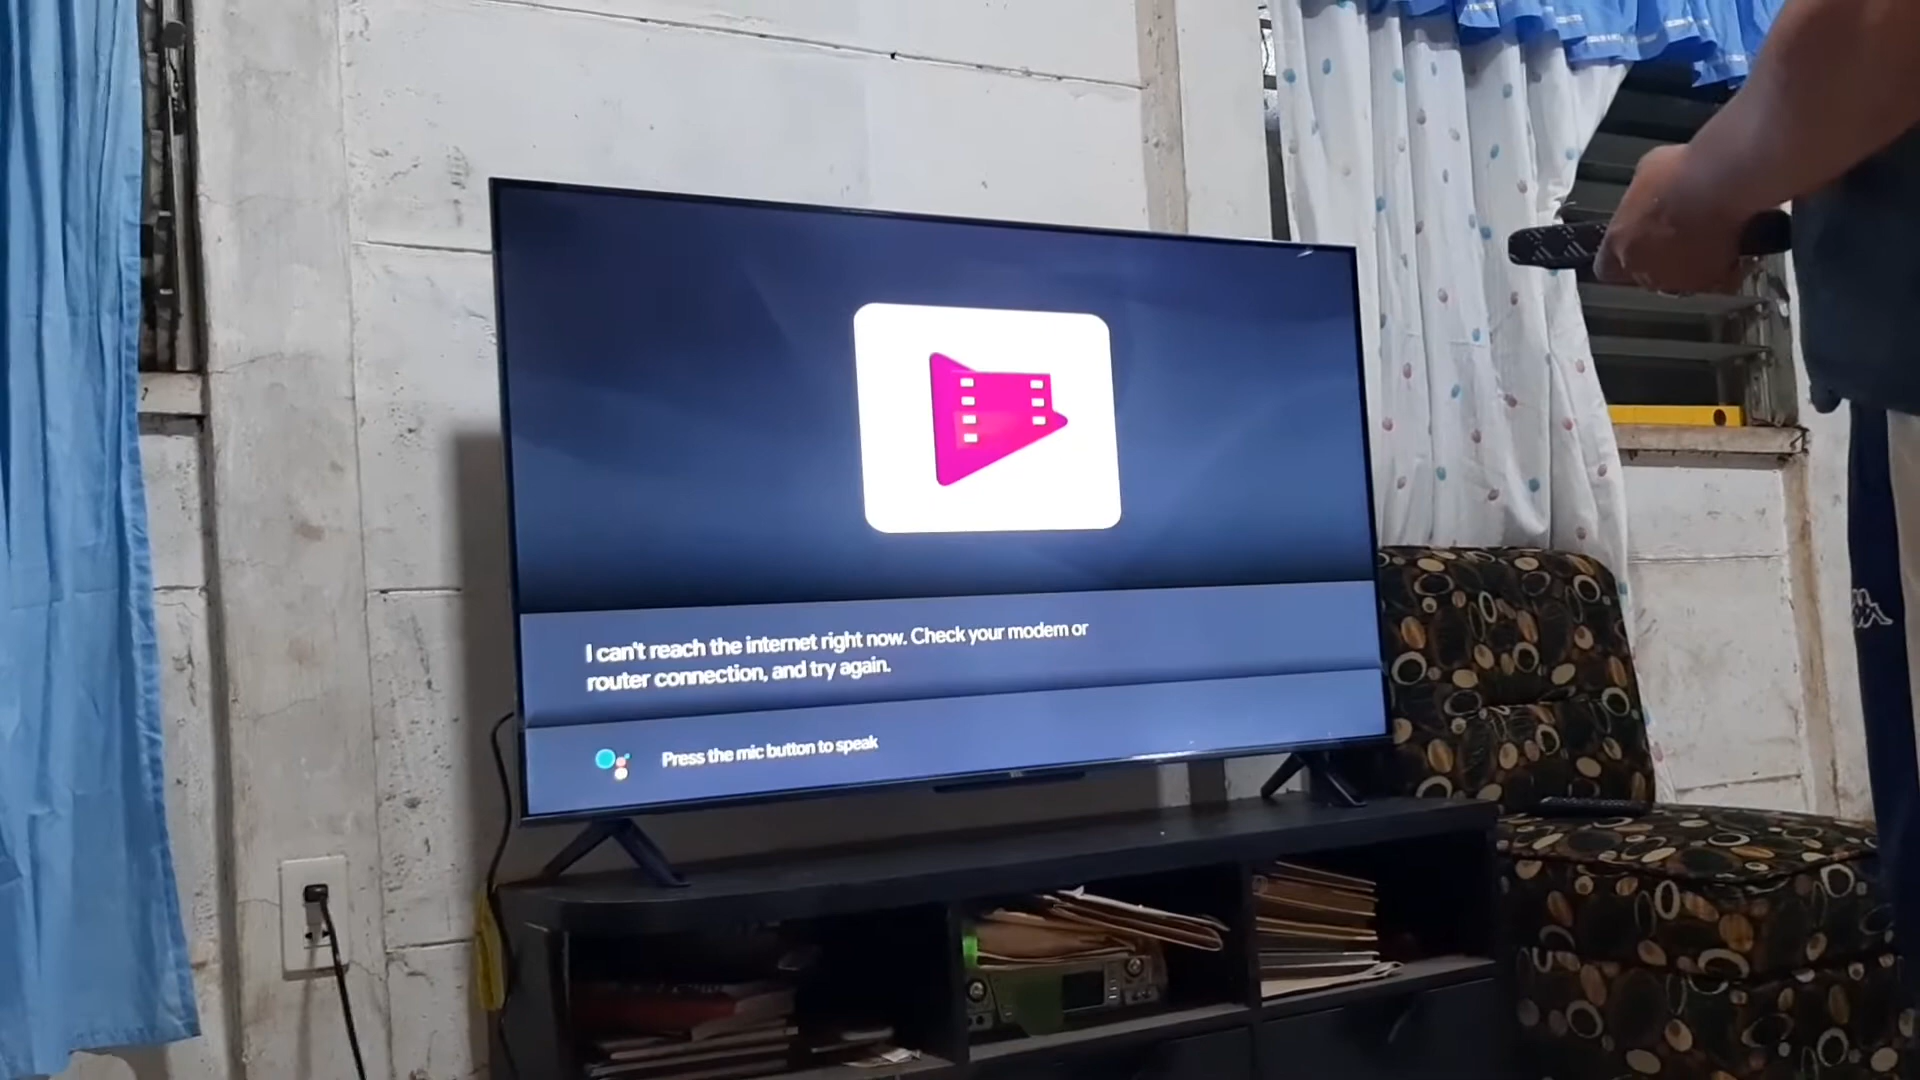 I can't reach the internet right now. Check your modem or
router connection, and try again.
Press the mic button to speak